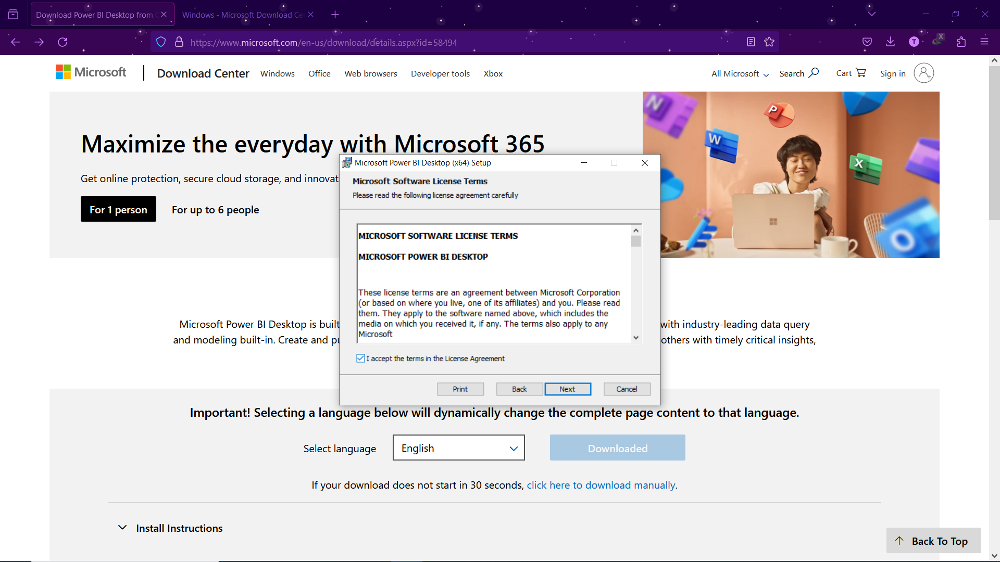 Download Power BI Desktop from
Windows - Microsoft Download Ce
https://www.microsoft.com/en-us/download/details.aspx?id=58494
T
X
Microsoft
Download Center
Windows
Office
Web browsers
Developer tools
Xbox
All Microsoft
Search
Cart
Sign in
Maximize the everyday with Microsoft 365
Get online protection, secure cloud storage, and innovat
For 1 person
For up to 6 people
N
W
P
X
O
Microsoft Power BI Desktop (x64) Setup
Microsoft Software License Terms
Please read the following license agreement carefully
MICROSOFT SOFTWARE LICENSE TERMS
MICROSOFT POWER BI DESKTOP
These license terms are an agreement between Microsoft Corporation
(or based on where you live, one of its affiliates) and you. Please read
them. They apply to the software named above, which includes the
media on which you received it, if any. The terms also apply to any
Microsoft
I accept the terms in the License Agreement
Print
Back
Next
Cancel
Microsoft Power BI Desktop is built
with industry-leading data query
and modeling built-in. Create and pu
others with timely critical insights,
Important! Selecting a language below will dynamically change the complete page content to that language.
Select language
English
Downloaded
If your download does not start in 30 seconds, click here to download manually.
Install Instructions
Back To Top